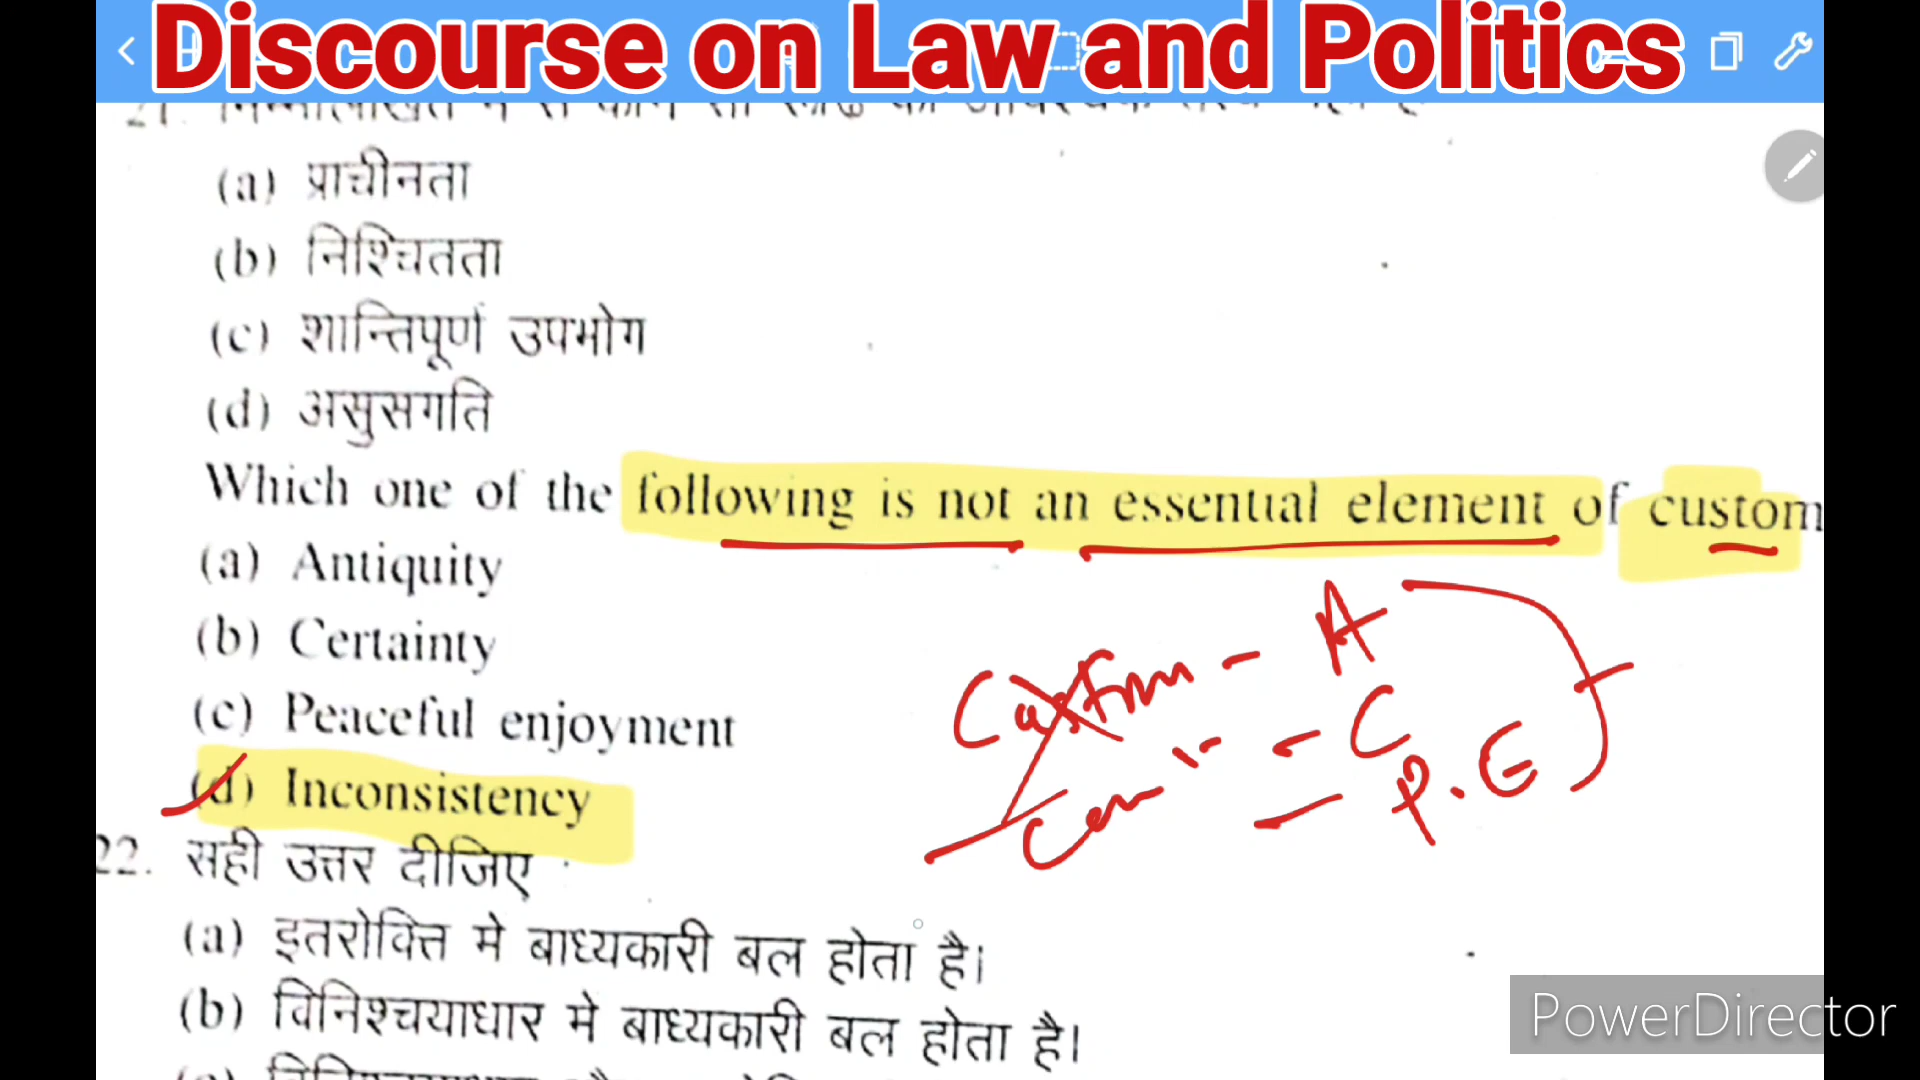 Discourse on Law and Politics
(a) प्राचीनता
(b) निश्चितता
(c) शान्तिपूर्ण उपभोग
(d) असुसगति
Which one of the following is not an essential element of custom
(a) Antiquity
(b) Certainty
(c) Peaceful enjoyment
(d) Inconsistency
- A
- C
- P.E
22. सही उत्तर दीजिए :
(a) इतरोक्ति मे बाध्यकारी बल होता है।
(b) विनिश्चयाधार मे बाध्यकारी बल होता है।
PowerDirector